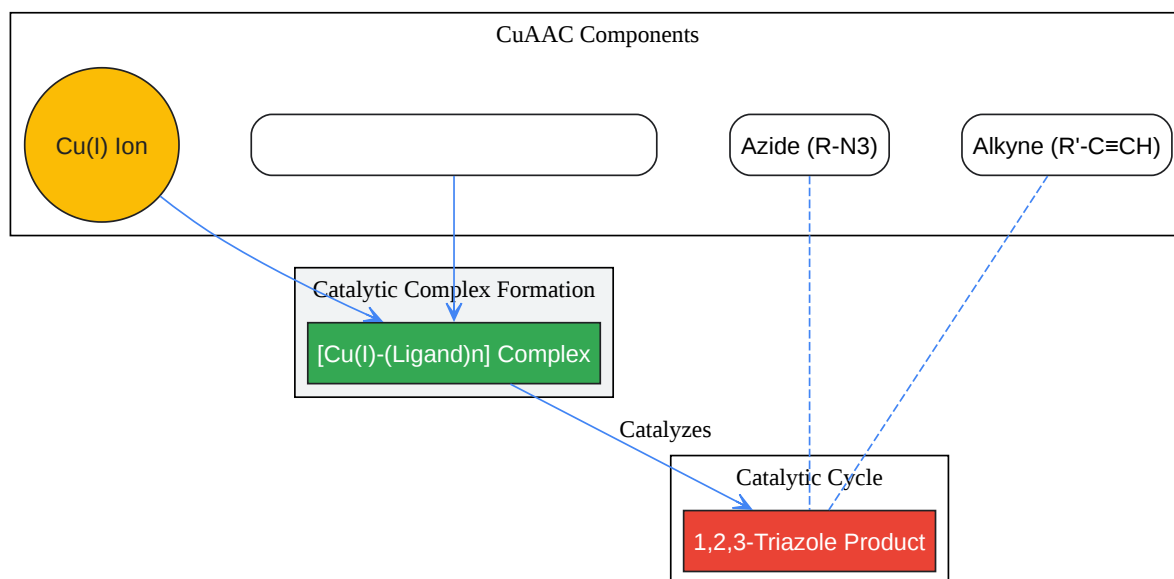 CuAAC Components
Cu(I) Ion
Azide (R-N3)
Alkyne (R'-C≡CH)
Catalytic Complex Formation
[Cu(I)-(Ligand)n] Complex
Catalyzes
Catalytic Cycle
1,2,3-Triazole Product